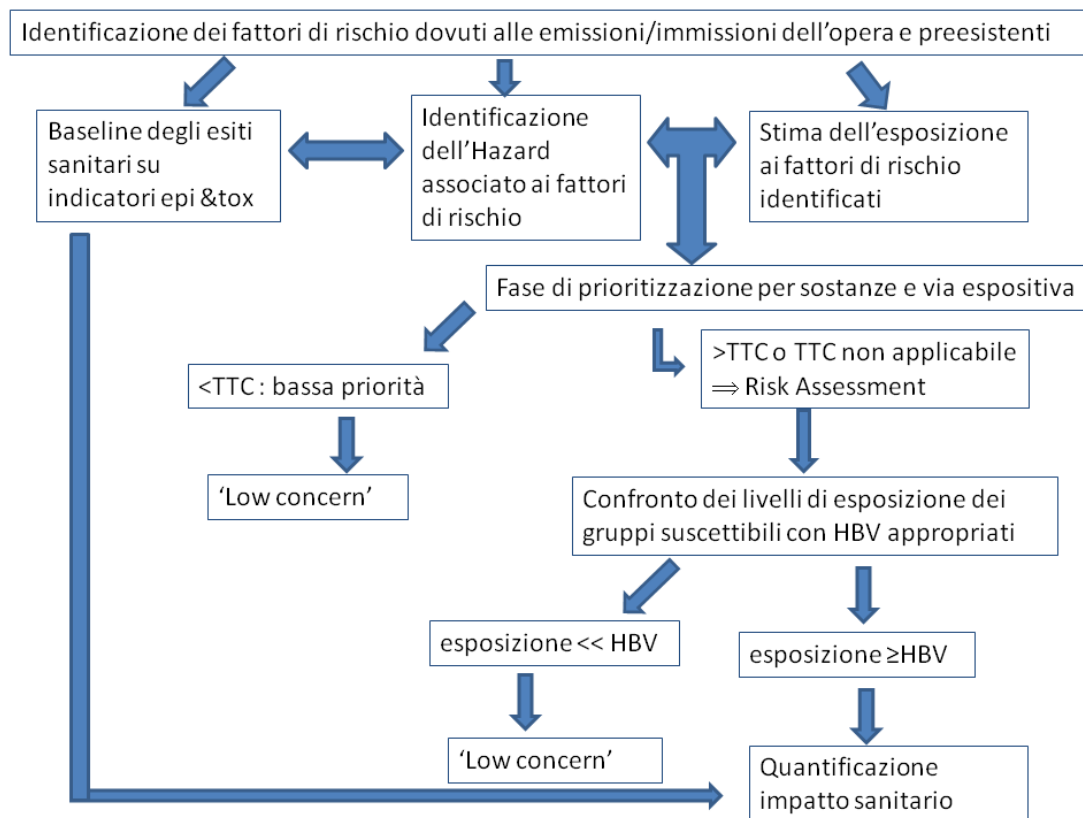 Identificazione dei fattori di rischio dovuti alle emissioni/immissioni dell'opera e preesistenti
Baseline degli esiti
sanitari su
indicatori epi &tox
Identificazione
dell'Hazard
associato ai fattori
di rischio
Stima dell'esposizione
ai fattori di rischio
identificati
Fase di prioritizzazione per sostanze e via espositiva
<TTC : bassa priorità
>TTC o TTC non applicabile
⇒ Risk Assessment
'Low concern'
Confronto dei livelli di esposizione dei
gruppi suscettibili con HBV appropriati
esposizione << HBV
esposizione ≥HBV
'Low concern'
Quantificazione
impatto sanitario